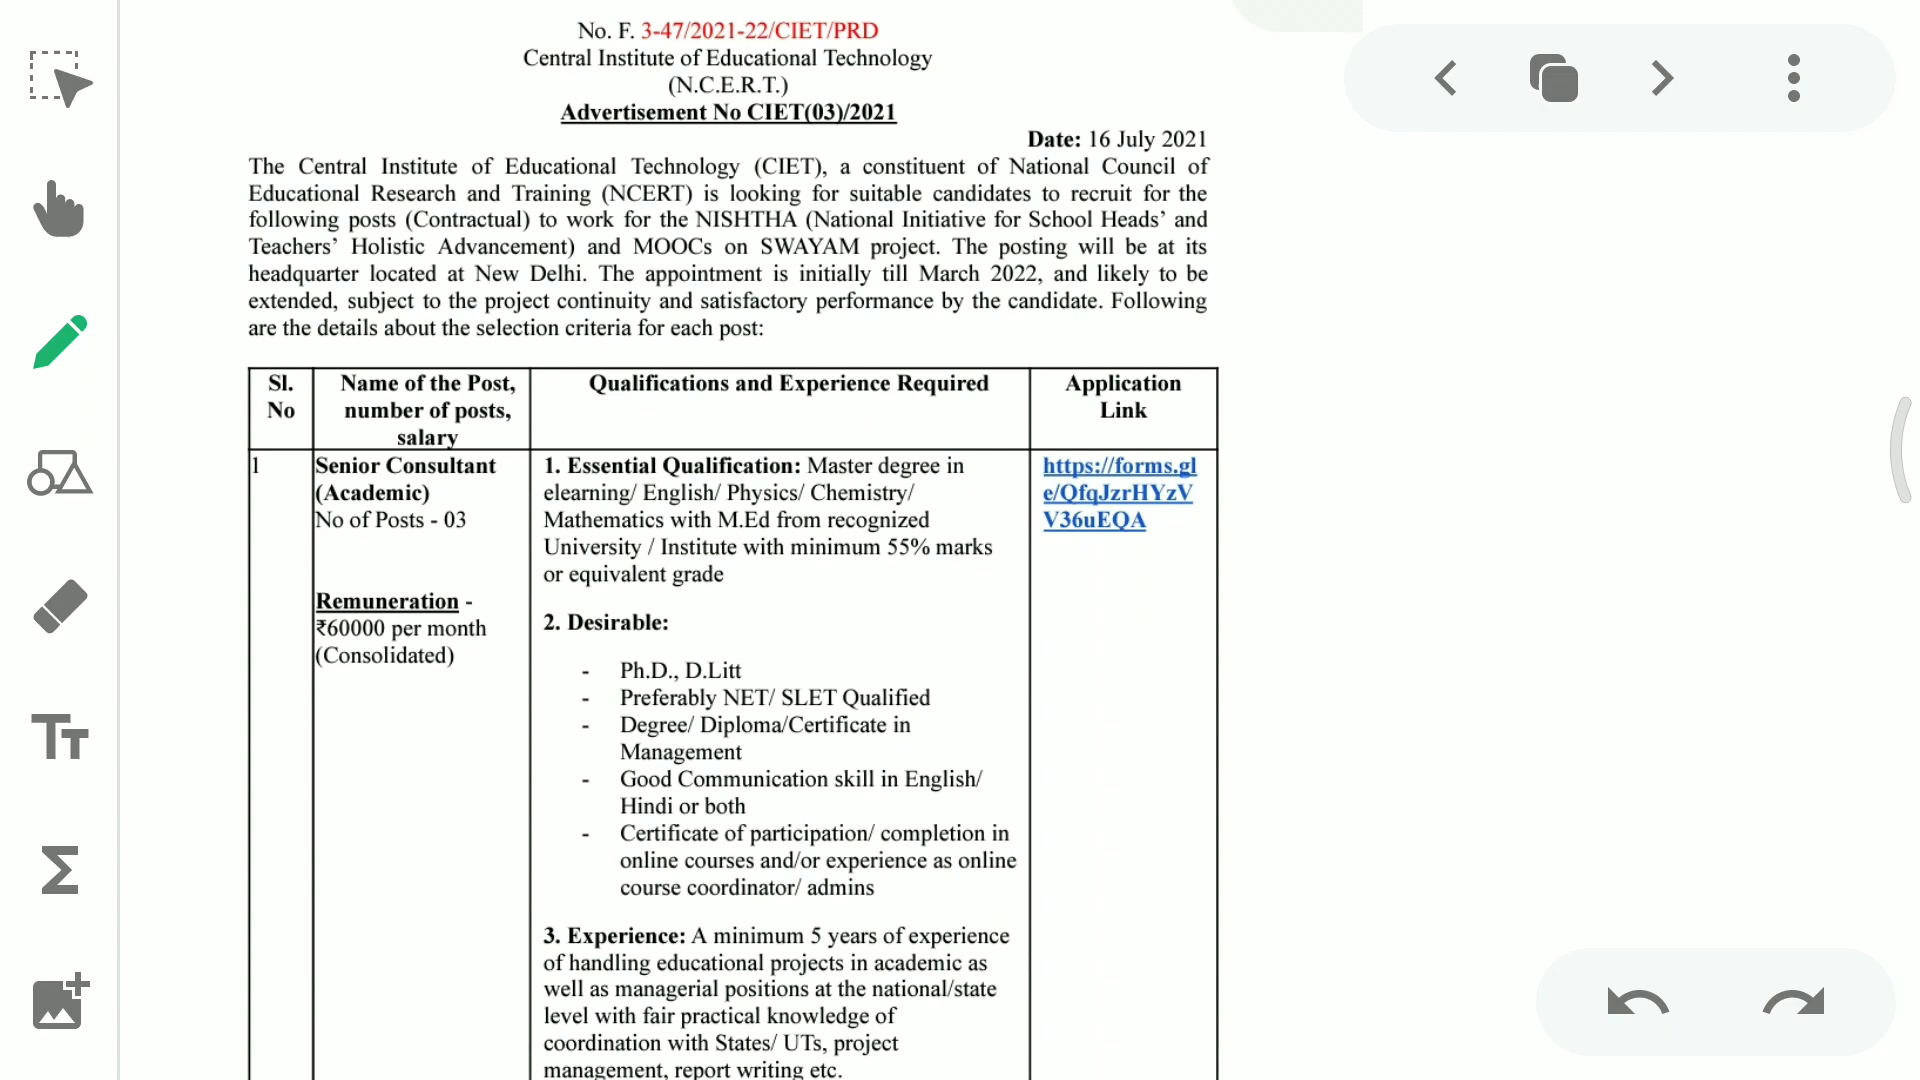 No. F. 3-47/2021-22/CIET/PRD
Central Institute of Educational Technology
(N.C.E.R.T.)
Advertisement No CIET(03)/2021
Date: 16 July 2021
The Central Institute of Educational Technology (CIET), a constituent of National Council of
Educational Research and Training (NCERT) is looking for suitable candidates to recruit for the
following posts (Contractual) to work for the NISHTHA (National Initiative for School Heads’ and
Teachers’ Holistic Advancement) and MOOCs on SWAYAM project. The posting will be at its
headquarter located at New Delhi. The appointment is initially till March 2022, and likely to be
extended, subject to the project continuity and satisfactory performance by the candidate. Following
are the details about the selection criteria for each post:
Sl.
No
Name of the Post,
number of posts,
salary
Qualifications and Experience Required
Application
Link
1
Senior Consultant
(Academic)
No of Posts - 03
Remuneration -
₹60000 per month
(Consolidated)
1. Essential Qualification: Master degree in
elearning/ English/ Physics/ Chemistry/
Mathematics with M.Ed from recognized
University / Institute with minimum 55% marks
or equivalent grade
2. Desirable:
- Ph.D., D.Litt
- Preferably NET/ SLET Qualified
- Degree/ Diploma/Certificate in
Management
- Good Communication skill in English/
Hindi or both
- Certificate of participation/ completion in
online courses and/or experience as online
course coordinator/ admins
3. Experience: A minimum 5 years of experience
of handling educational projects in academic as
well as managerial positions at the national/state
level with fair practical knowledge of
coordination with States/ UTs, project
management, report writing etc.
https://forms.gl
e/QfqJzrHYzV
V36uEQA